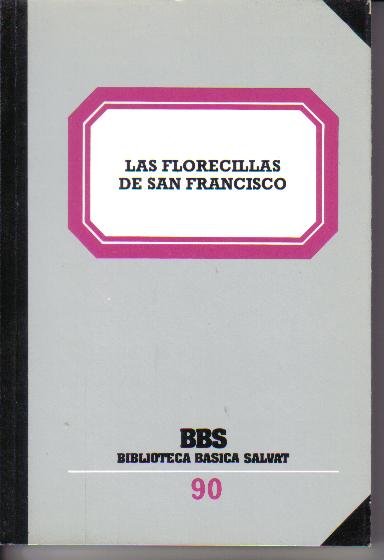 LAS FLORECILLAS
DE SAN FRANCISCO
BBS
BIBLIOTECA BASICA SALVAT
90